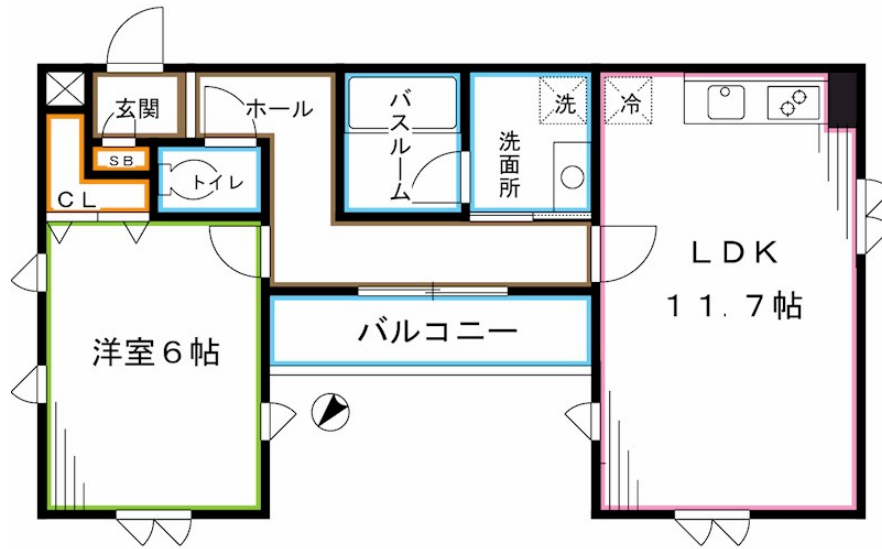 玄関
ホール
バスルーム
洗
冷
洗面所
SB
トイレ
CL
LDK
11.7帖
バルコニー
洋室6帖